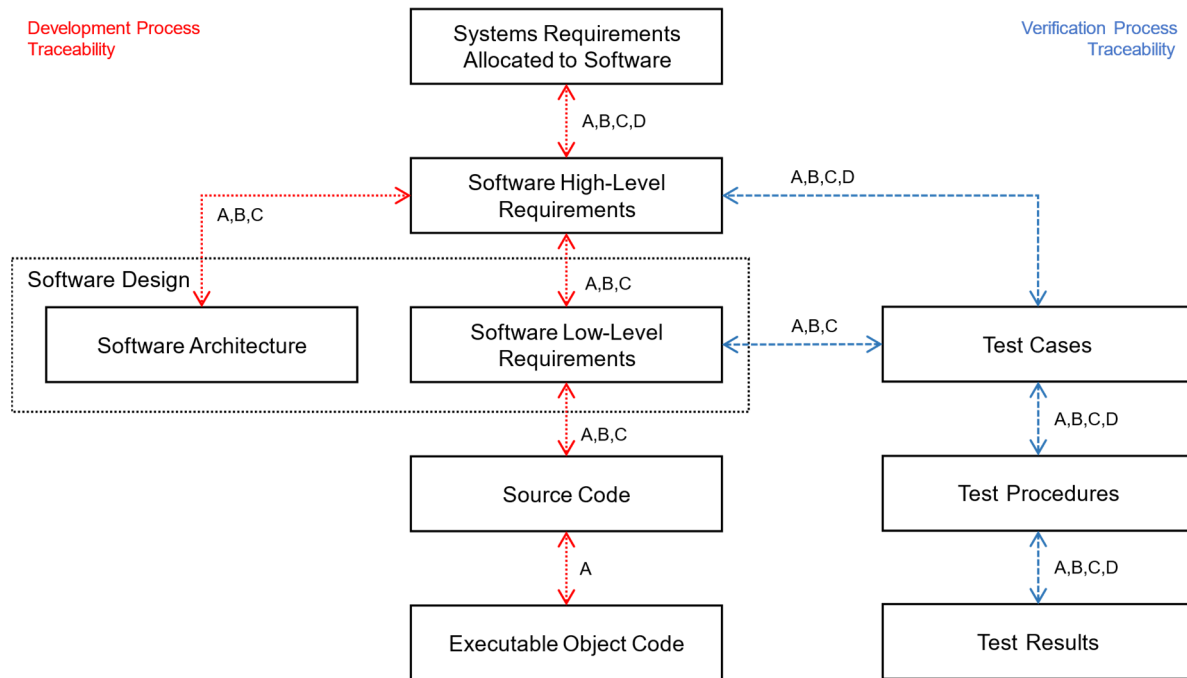 Development Process
Traceability
Systems Requirements
Allocated to Software
Verification Process
Traceability
A,B,C,D
Software High-Level
Requirements
A,B,C,D
A,B,C
Software Design
A,B,C
Software Architecture
Software Low-Level
Requirements
A,B,C
Test Cases
A,B,C
A,B,C,D
Source Code
Test Procedures
A
A,B,C,D
Executable Object Code
Test Results